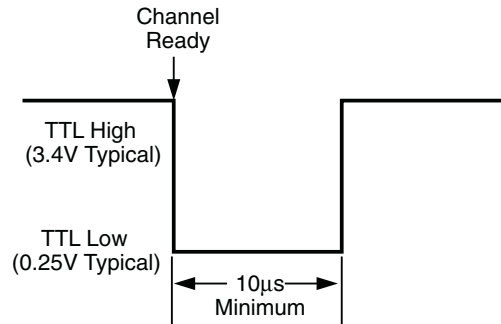 Channel
Ready
TTL High
(3.4V Typical)
TTL Low
(0.25V Typical)
10μs
Minimum